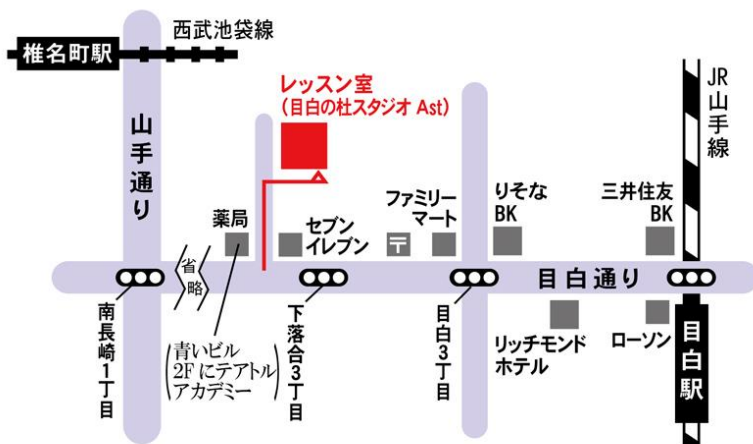 西武池袋線
椎名町駅
山手通り
レッスン室
(目白の杜スタジオ Ast)
JR山手線
薬局
セブン
イレブン
〒
ファミリー
マート
りそな
BK
三井住友
BK
省略
目白通り
南長崎1丁目
(青いビル
2Fにテアトル
アカデミー)
下落合3丁目
目白3丁目
リッチモンド
ホテル
ローソン
目白駅